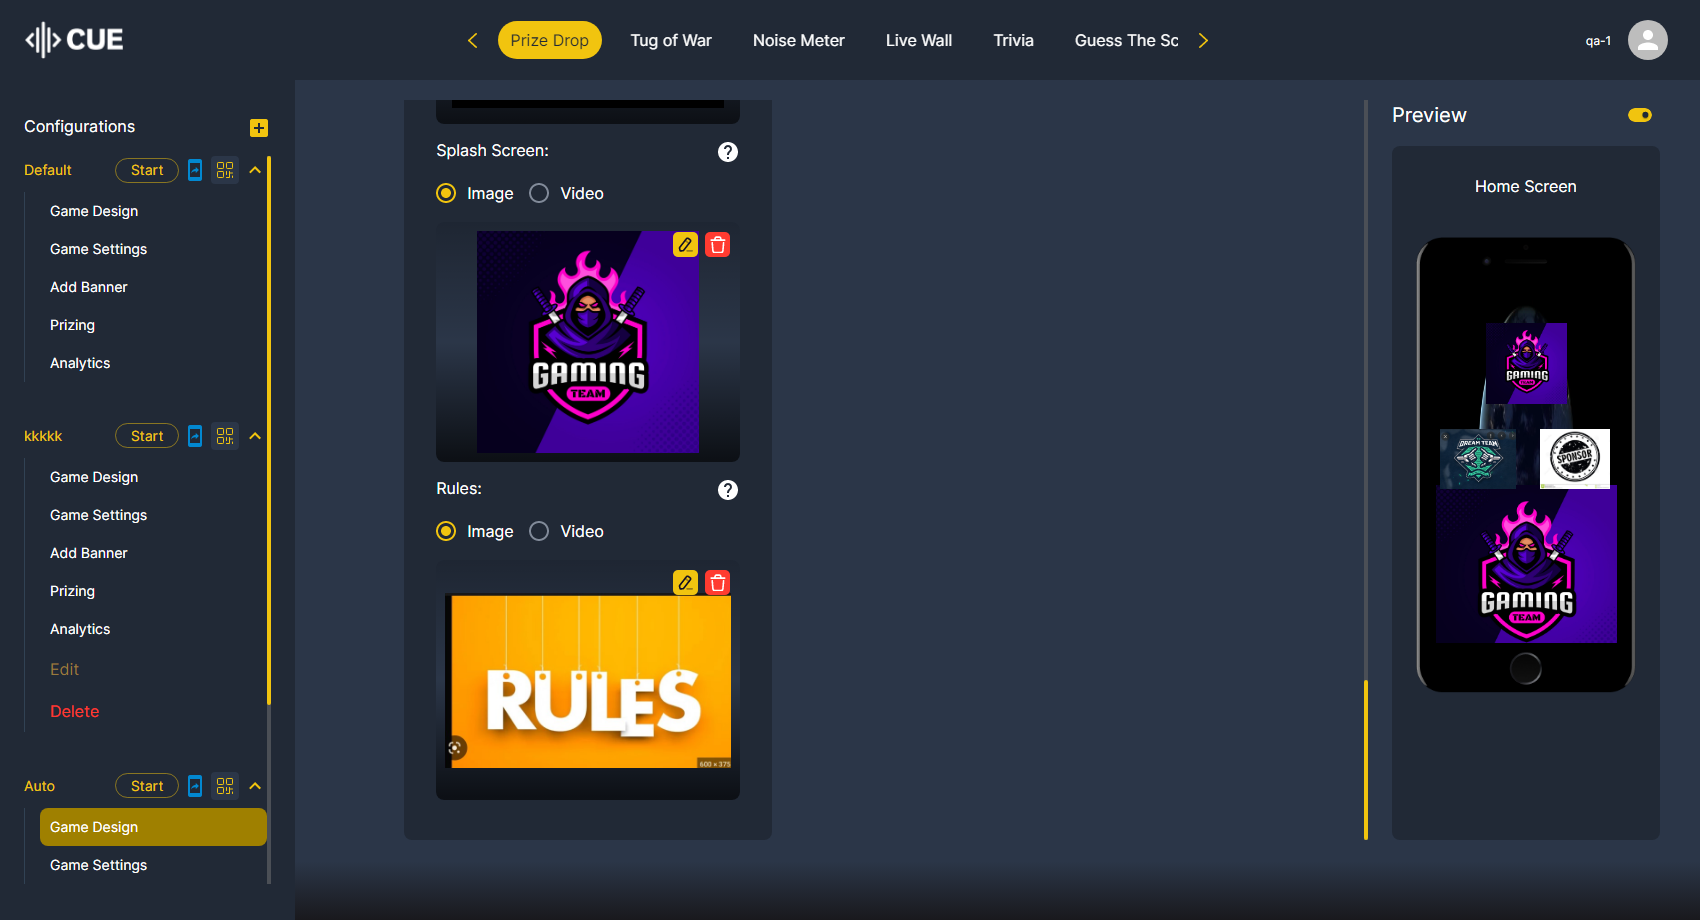 CUE
Prize Drop
Tug of War
Noise Meter
Live Wall
Trivia
Guess The Sc
qa-1
Configurations
Default
Start
Game Design
Game Settings
Add Banner
Prizing
Analytics
kkkkk
Start
Game Design
Game Settings
Add Banner
Prizing
Analytics
Edit
Delete
Auto
Start
Game Design
Game Settings
Splash Screen:
?
Image
Video
GAMING
TEAM
Rules:
?
Image
Video
RULES
600 × 375
Preview
Home Screen
GAMING
TEAM
DREAM TEAM
SPONSOR
GAMING
TEAM